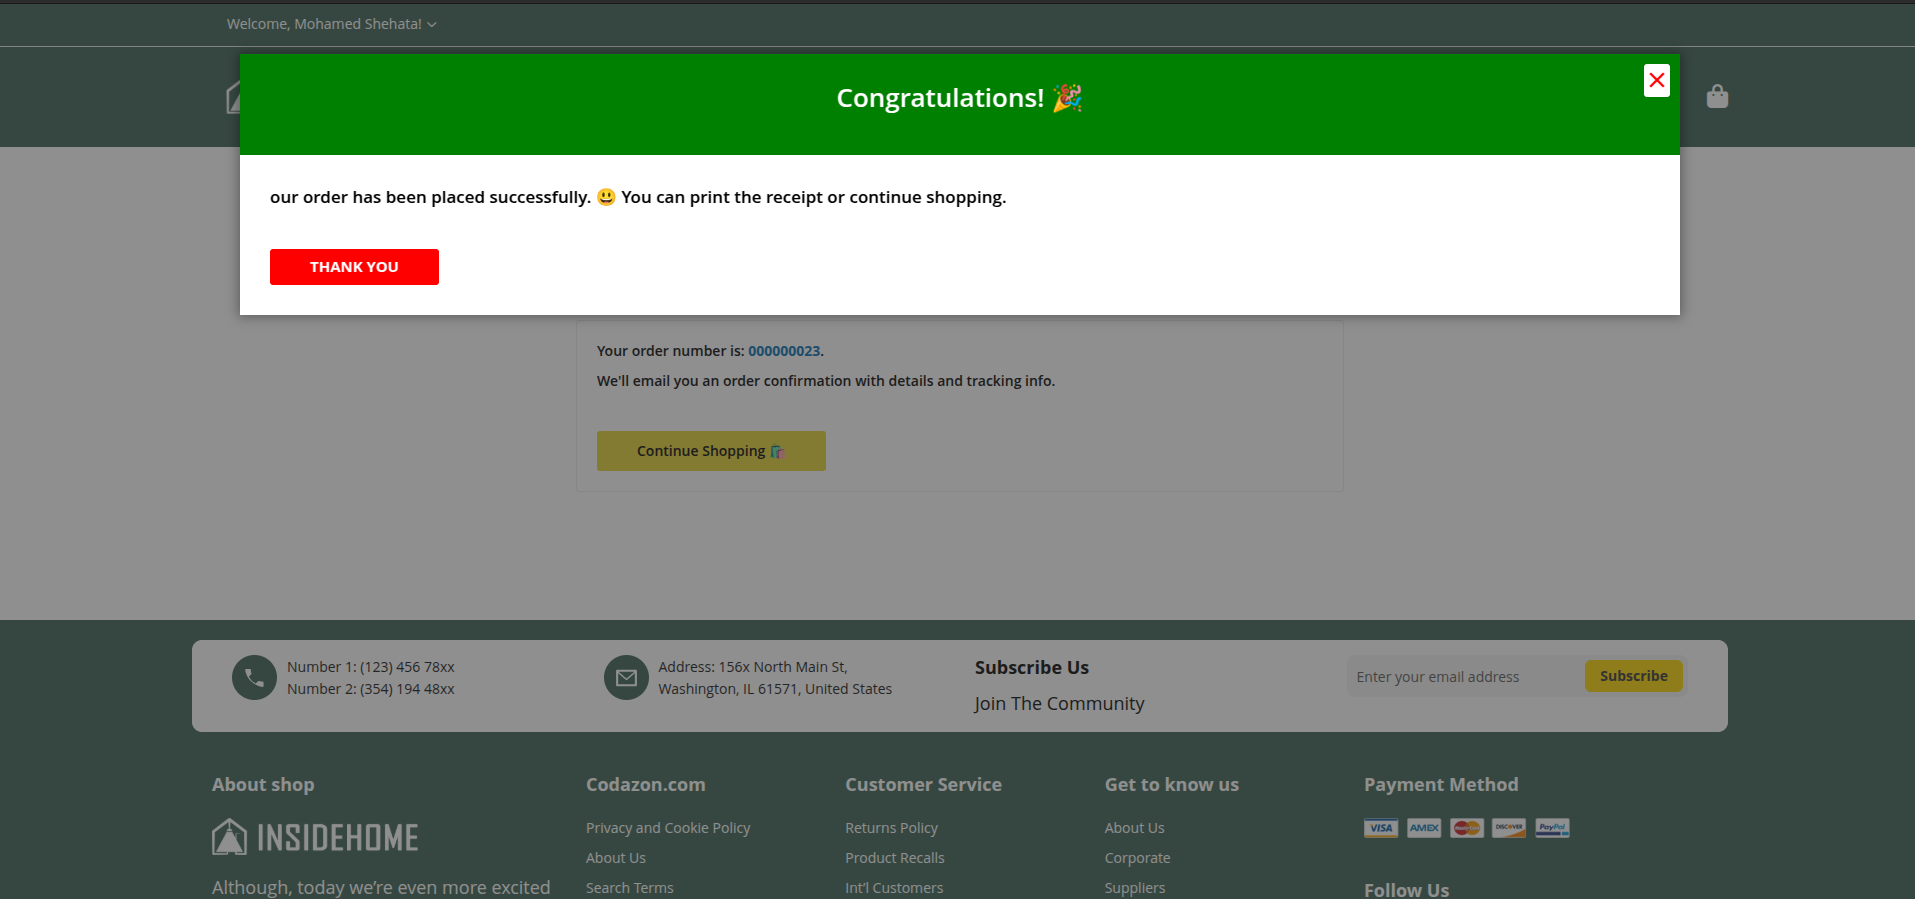 Welcome, Mohamed Shehata!
Congratulations! 🎉
our order has been placed successfully. 😃 You can print the receipt or continue shopping.
THANK YOU
Your order number is: 000000023.
We'll email you an order confirmation with details and tracking info.
Continue Shopping 🛍️
Number 1: (123) 456 78xx
Number 2: (354) 194 48xx
Address: 156x North Main St,
Washington, IL 61571, United States
Subscribe Us
Join The Community
Enter your email address
Subscribe
About shop
INSIDEHOME
Although, today we’re even more excited
Codazon.com
Privacy and Cookie Policy
About Us
Search Terms
Customer Service
Returns Policy
Product Recalls
Int’l Customers
Get to know us
About Us
Corporate
Suppliers
Payment Method
VISA
AMEX
MasterCard
DISCOVER
PayPal
Follow Us